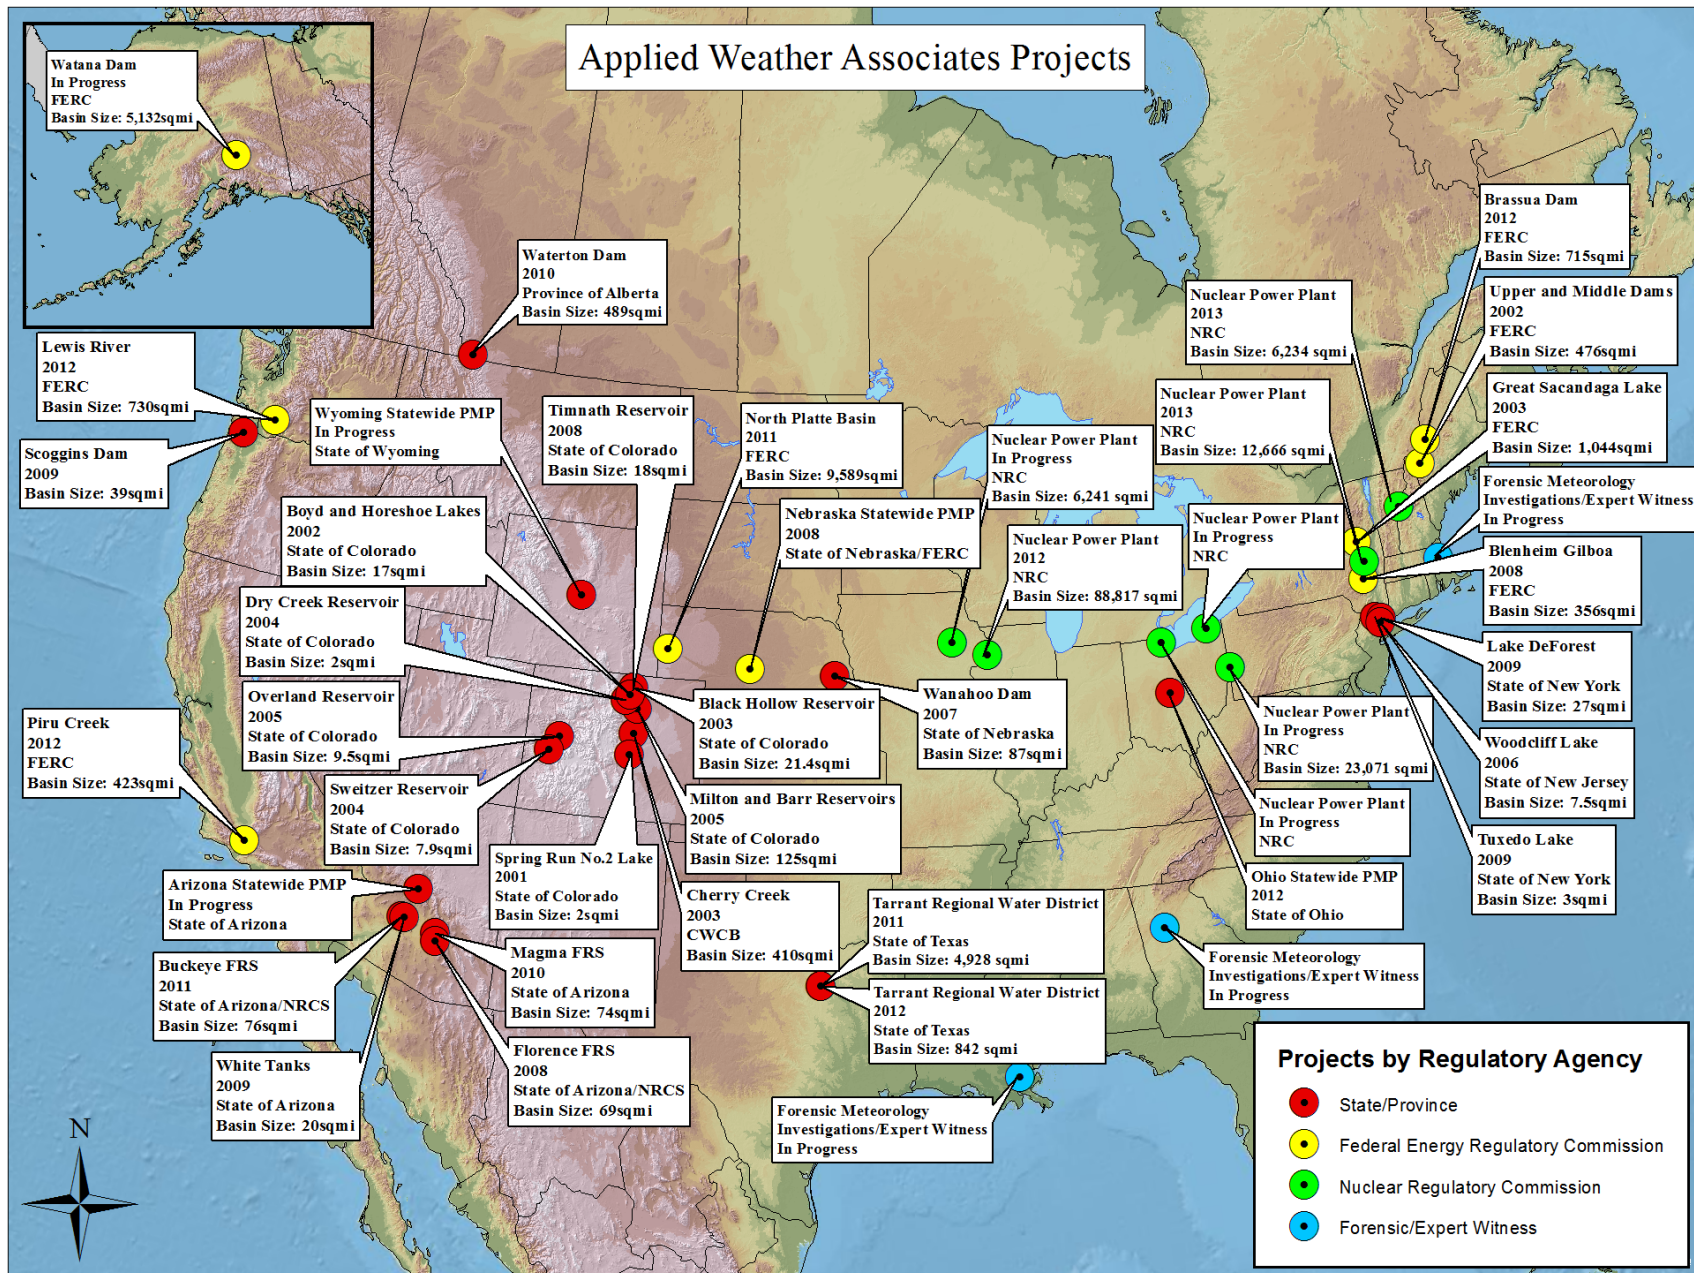 Applied Weather Associates Projects
Watana Dam
In Progress
FERC
Basin Size: 5,132sqmi
Waterton Dam
2010
Province of Alberta
Basin Size: 489sqmi
Brassua Dam
2012
FERC
Basin Size: 715sqmi
Nuclear Power Plant
2013
NRC
Basin Size: 6,234 sqmi
Upper and Middle Dams
2002
FERC
Basin Size: 476sqmi
Lewis River
2012
FERC
Basin Size: 730sqmi
Scoggins Dam
2009
Basin Size: 39sqmi
Wyoming Statewide PMP
In Progress
State of Wyoming
Timnath Reservoir
2008
State of Colorado
Basin Size: 18sqmi
North Platte Basin
2011
FERC
Basin Size: 9,589sqmi
Nuclear Power Plant
In Progress
NRC
Basin Size: 6,241 sqmi
Nuclear Power Plant
2013
NRC
Basin Size: 12,666 sqmi
Great Sacandaga Lake
2003
FERC
Basin Size: 1,044sqmi
Forensic Meteorology
Investigations/Expert Witness
In Progress
Boyd and Horeshoe Lakes
2002
State of Colorado
Basin Size: 17sqmi
Nebraska Statewide PMP
2008
State of Nebraska/FERC
Nuclear Power Plant
2012
NRC
Basin Size: 88,817 sqmi
Nuclear Power Plant
In Progress
NRC
Blenheim Gilboa
2008
FERC
Basin Size: 356sqmi
Dry Creek Reservoir
2004
State of Colorado
Basin Size: 2sqmi
Lake DeForest
2009
State of New York
Basin Size: 27sqmi
Overland Reservoir
2005
State of Colorado
Basin Size: 9.5sqmi
Black Hollow Reservoir
2003
State of Colorado
Basin Size: 21.4sqmi
Wanahoo Dam
2007
State of Nebraska
Basin Size: 87sqmi
Nuclear Power Plant
In Progress
NRC
Basin Size: 23,071 sqmi
Woodcliff Lake
2006
State of New Jersey
Basin Size: 7.5sqmi
Piru Creek
2012
FERC
Basin Size: 423sqmi
Sweitzer Reservoir
2004
State of Colorado
Basin Size: 7.9sqmi
Milton and Barr Reservoirs
2005
State of Colorado
Basin Size: 125sqmi
Nuclear Power Plant
In Progress
NRC
Tuxedo Lake
2009
State of New York
Basin Size: 3sqmi
Spring Run No.2 Lake
2001
State of Colorado
Basin Size: 2sqmi
Arizona Statewide PMP
In Progress
State of Arizona
Cherry Creek
2003
CWCB
Basin Size: 410sqmi
Tarrant Regional Water District
2011
State of Texas
Basin Size: 4,928 sqmi
Ohio Statewide PMP
2012
State of Ohio
Buckeye FRS
2011
State of Arizona/NRCS
Basin Size: 76sqmi
Magma FRS
2010
State of Arizona
Basin Size: 74sqmi
Tarrant Regional Water District
2012
State of Texas
Basin Size: 842 sqmi
Forensic Meteorology
Investigations/Expert Witness
In Progress
White Tanks
2009
State of Arizona
Basin Size: 20sqmi
Florence FRS
2008
State of Arizona/NRCS
Basin Size: 69sqmi
Forensic Meteorology
Investigations/Expert Witness
In Progress
N
Projects by Regulatory Agency
State/Province
Federal Energy Regulatory Commission
Nuclear Regulatory Commission
Forensic/Expert Witness